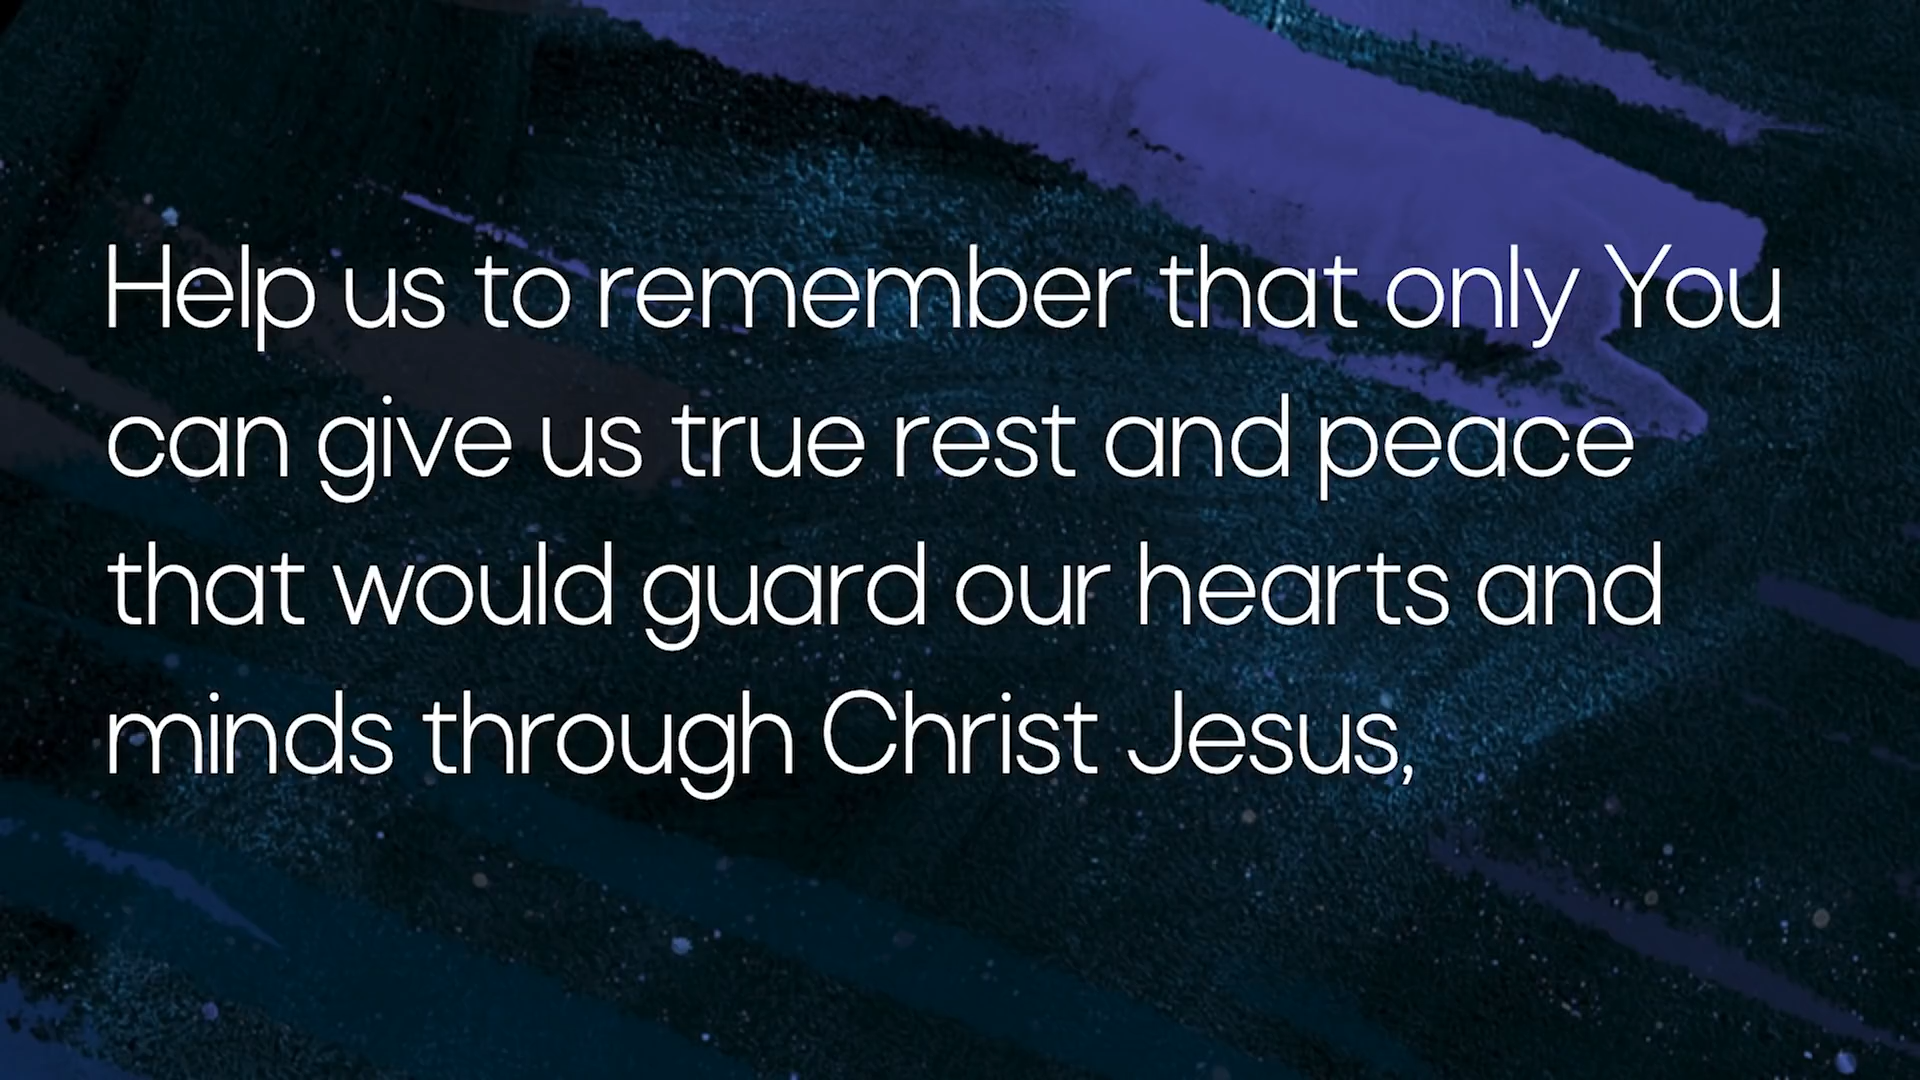 Help us to remember that only You
can give us true rest and peace
that would guard our hearts and
minds through Christ Jesus,